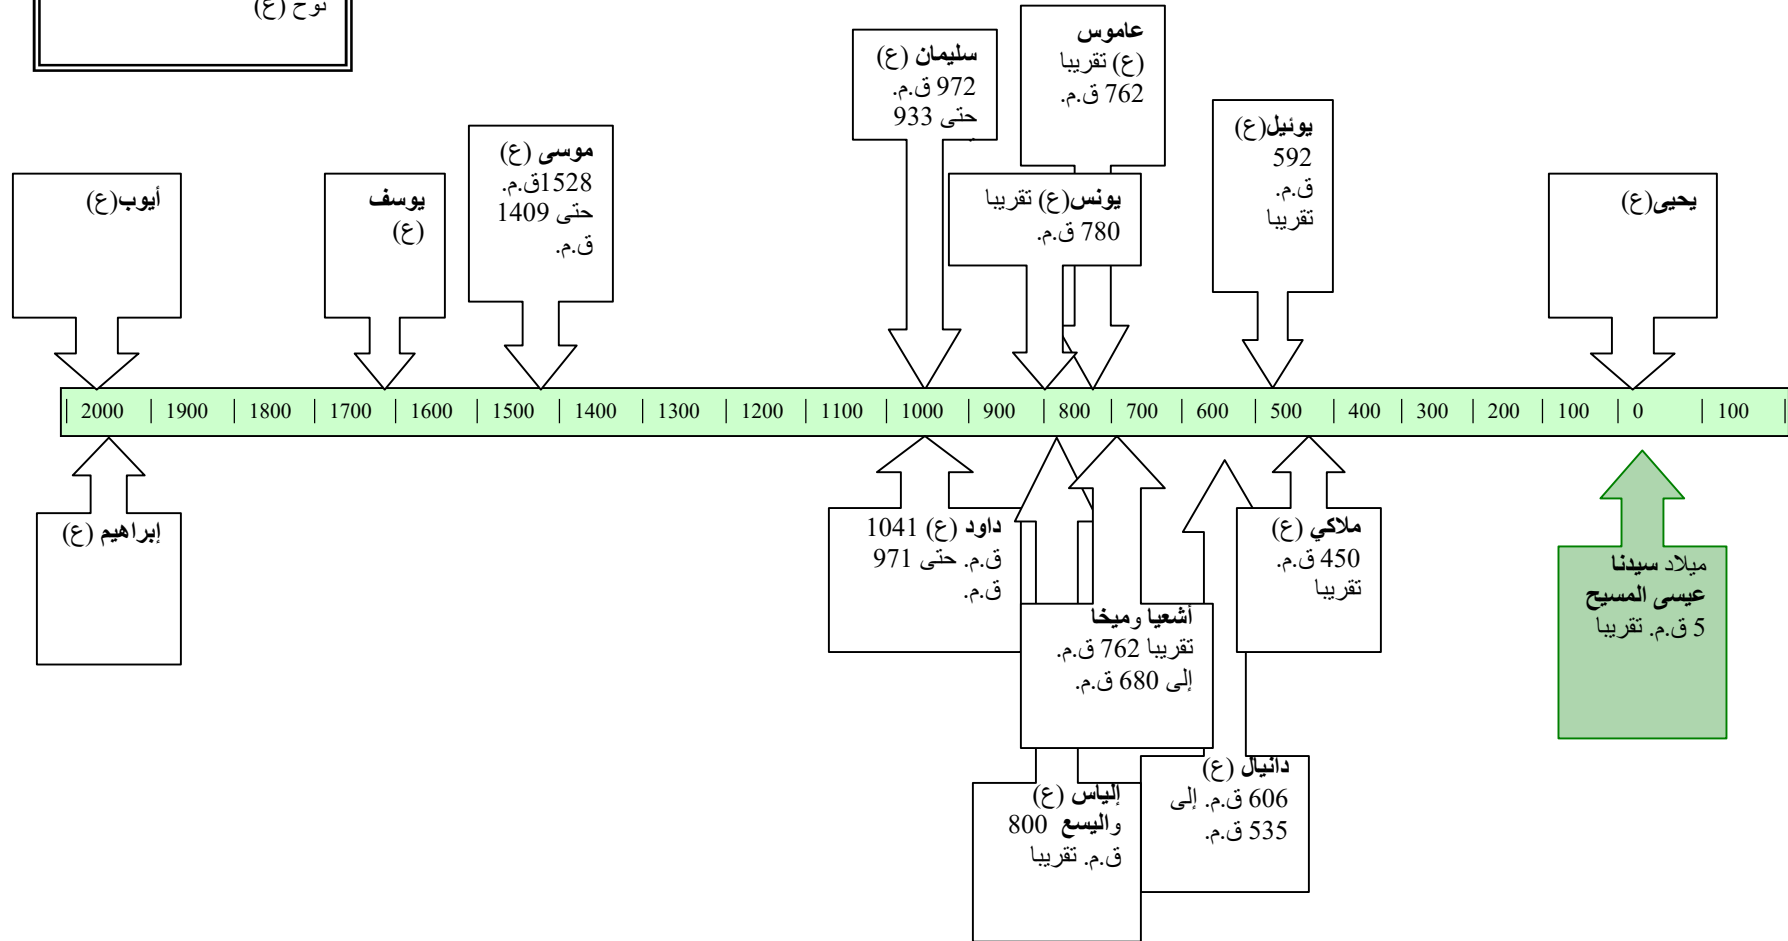 نوح (ع)
عاموس
(ع) تقريبا
762 ق.م.
سليمان (ع)
972 ق.م.
حتى 933
يوئيل(ع)
592
ق.م.
تقريبا
موسى (ع)
1528ق.م.
حتى 1409
ق.م.
أيوب(ع)
يوسف
(ع)
يونس(ع) تقريبا
780 ق.م.
يحيى(ع)
| 2000 | 1900 | 1800 | 1700 | 1600 | 1500 | 1400 | 1300 | 1200 | 1100 | 1000 | 900 | 800 | 700 | 600 | 500 | 400 | 300 | 200 | 100 | 0 | 100 |
إبراهيم (ع)
داود (ع) 1041
ق.م. حتى 971
ق.م.
ملاكي (ع)
450 ق.م.
تقريبا
ميلاد سيدنا
عيسى المسيح
5 ق.م. تقريبا
أشعيا وميخا
تقريبا 762 ق.م.
إلى 680 ق.م.
دانيال (ع)
606 ق.م. إلى
535 ق.م.
إلياس (ع)
واليسع 800
ق.م. تقريبا